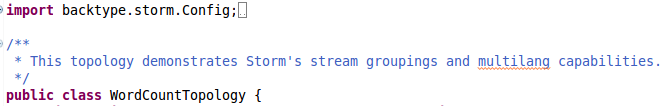 import backtype.storm.Config;
/**
* This topology demonstrates Storm's stream groupings and multilang capabilities.
*/
public class WordCountTopology {